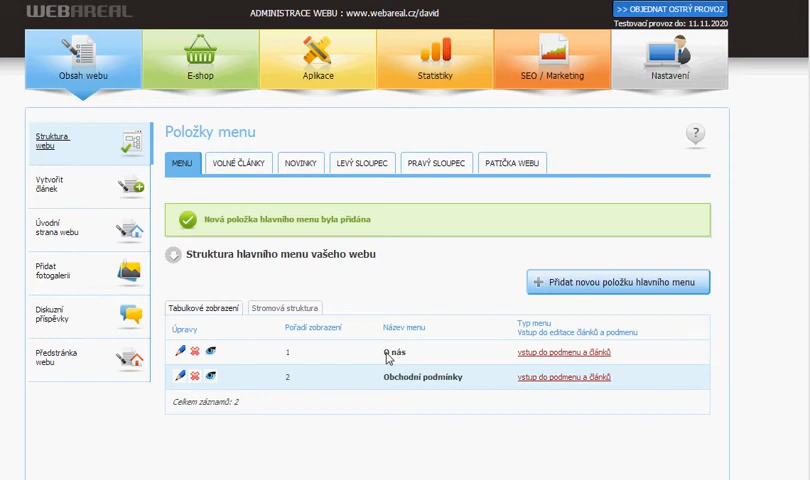 WEBAREAL
ADMINISTRACE WEBU : www.webareal.cz/david
>> OBJEDNAT OSTRÝ PROVOZ
Testovací provoz do: 11.11.2020
Obsah webu
E-shop
Aplikace
Statistiky
SEO / Marketing
Nastavení
Struktura
webu
Vytvořit
článek
Úvodní
strana webu
Přidat
fotogalerii
Diskuzní
příspěvky
Předstránka
webu
Položky menu
?
MENU
VOLNÉ ČLÁNKY
NOVINKY
LEVÝ SLOUPEC
PRAVÝ SLOUPEC
PATIČKA WEBU
Nová položka hlavního menu byla přidána
Struktura hlavního menu vašeho webu
Přidat novou položku hlavního menu
Tabulkové zobrazení
Stromová struktura
Úpravy
Pořadí zobrazení
Název menu
Typ menu
Vstup do editace článků a podmenu
1
O nás
vstup do podmenu a článků
2
Obchodní podmínky
vstup do podmenu a článků
Celkem záznamů: 2